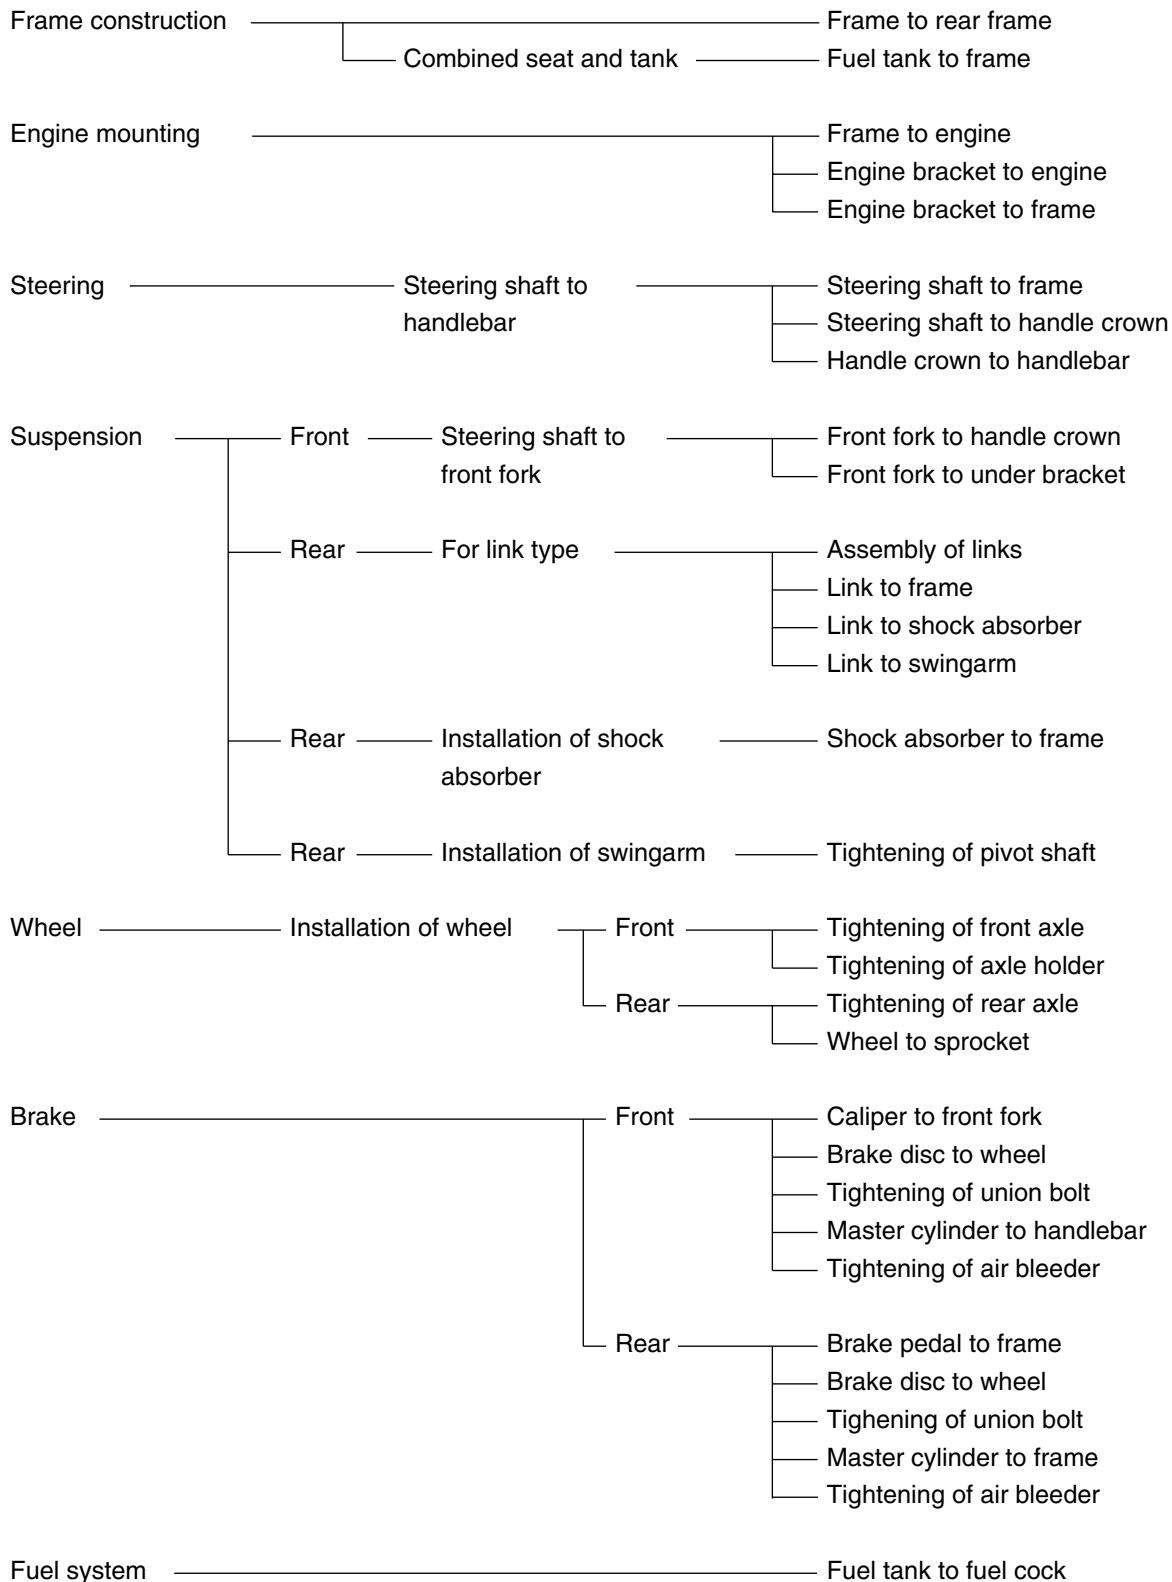 Frame construction Frame to rear frame
Combined seat and tank Fuel tank to frame
Engine mounting Frame to engine
Engine bracket to engine
Engine bracket to frame
Steering Steering shaft to Steering shaft to frame
handlebar Steering shaft to handle crown
Handle crown to handlebar
Suspension Front Steering shaft to Front fork to handle crown
front fork Front fork to under bracket
Rear For link type Assembly of links
Link to frame
Link to shock absorber
Link to swingarm
Rear Installation of shock Shock absorber to frame
absorber
Rear Installation of swingarm Tightening of pivot shaft
Wheel Installation of wheel Front Tightening of front axle
Tightening of axle holder
Rear Tightening of rear axle
Wheel to sprocket
Brake Front Caliper to front fork
Brake disc to wheel
Tightening of union bolt
Master cylinder to handlebar
Tightening of air bleeder
Rear Brake pedal to frame
Brake disc to wheel
Tighening of union bolt
Master cylinder to frame
Tightening of air bleeder
Fuel system Fuel tank to fuel cock